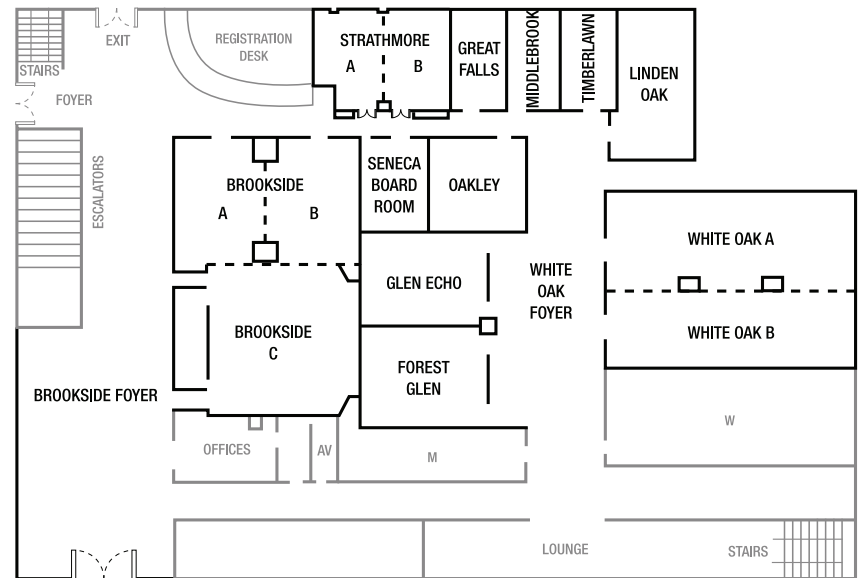 EXIT
REGISTRATION
DESK
STRATHMORE
A
B
GREAT
FALLS
MIDDLEBROOK
TIMBERLAWN
LINDEN
OAK
STAIRS
FOYER
ESCALATORS
BROOKSIDE
A
B
SENECA
BOARD
ROOM
OAKLEY
WHITE OAK A
GLEN ECHO
WHITE
OAK
FOYER
BROOKSIDE
C
WHITE OAK B
FOREST
GLEN
BROOKSIDE FOYER
OFFICES
AV
M
W
LOUNGE
STAIRS